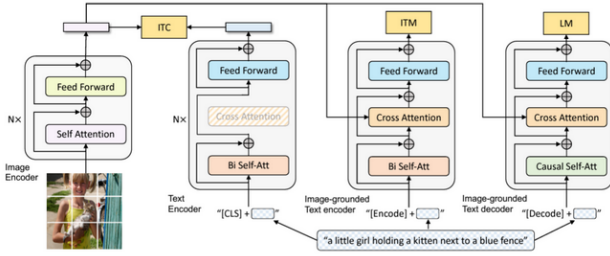 ITC
ITM
LM
Feed Forward
Self Attention
N×
Image
Encoder
Feed Forward
Cross Attention
Bi Self-Att
N×
Text
Encoder
"[CLS] + "
Feed Forward
Cross Attention
Bi Self-Att
Image-grounded
Text encoder
"[Encode] + "
Feed Forward
Cross Attention
Causal Self-Att
Image-grounded
Text decoder
"[Decode] + "
"a little girl holding a kitten next to a blue fence"